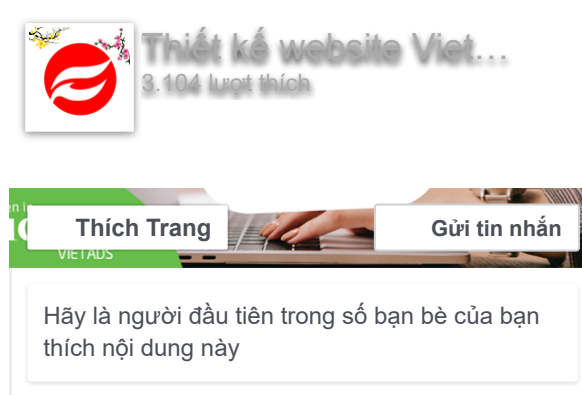 Thiết kế website Viet...
3.104 lượt thích
Thích Trang
Gửi tin nhắn
VIETADS
Hãy là người đầu tiên trong số bạn bè của bạn
thích nội dung này